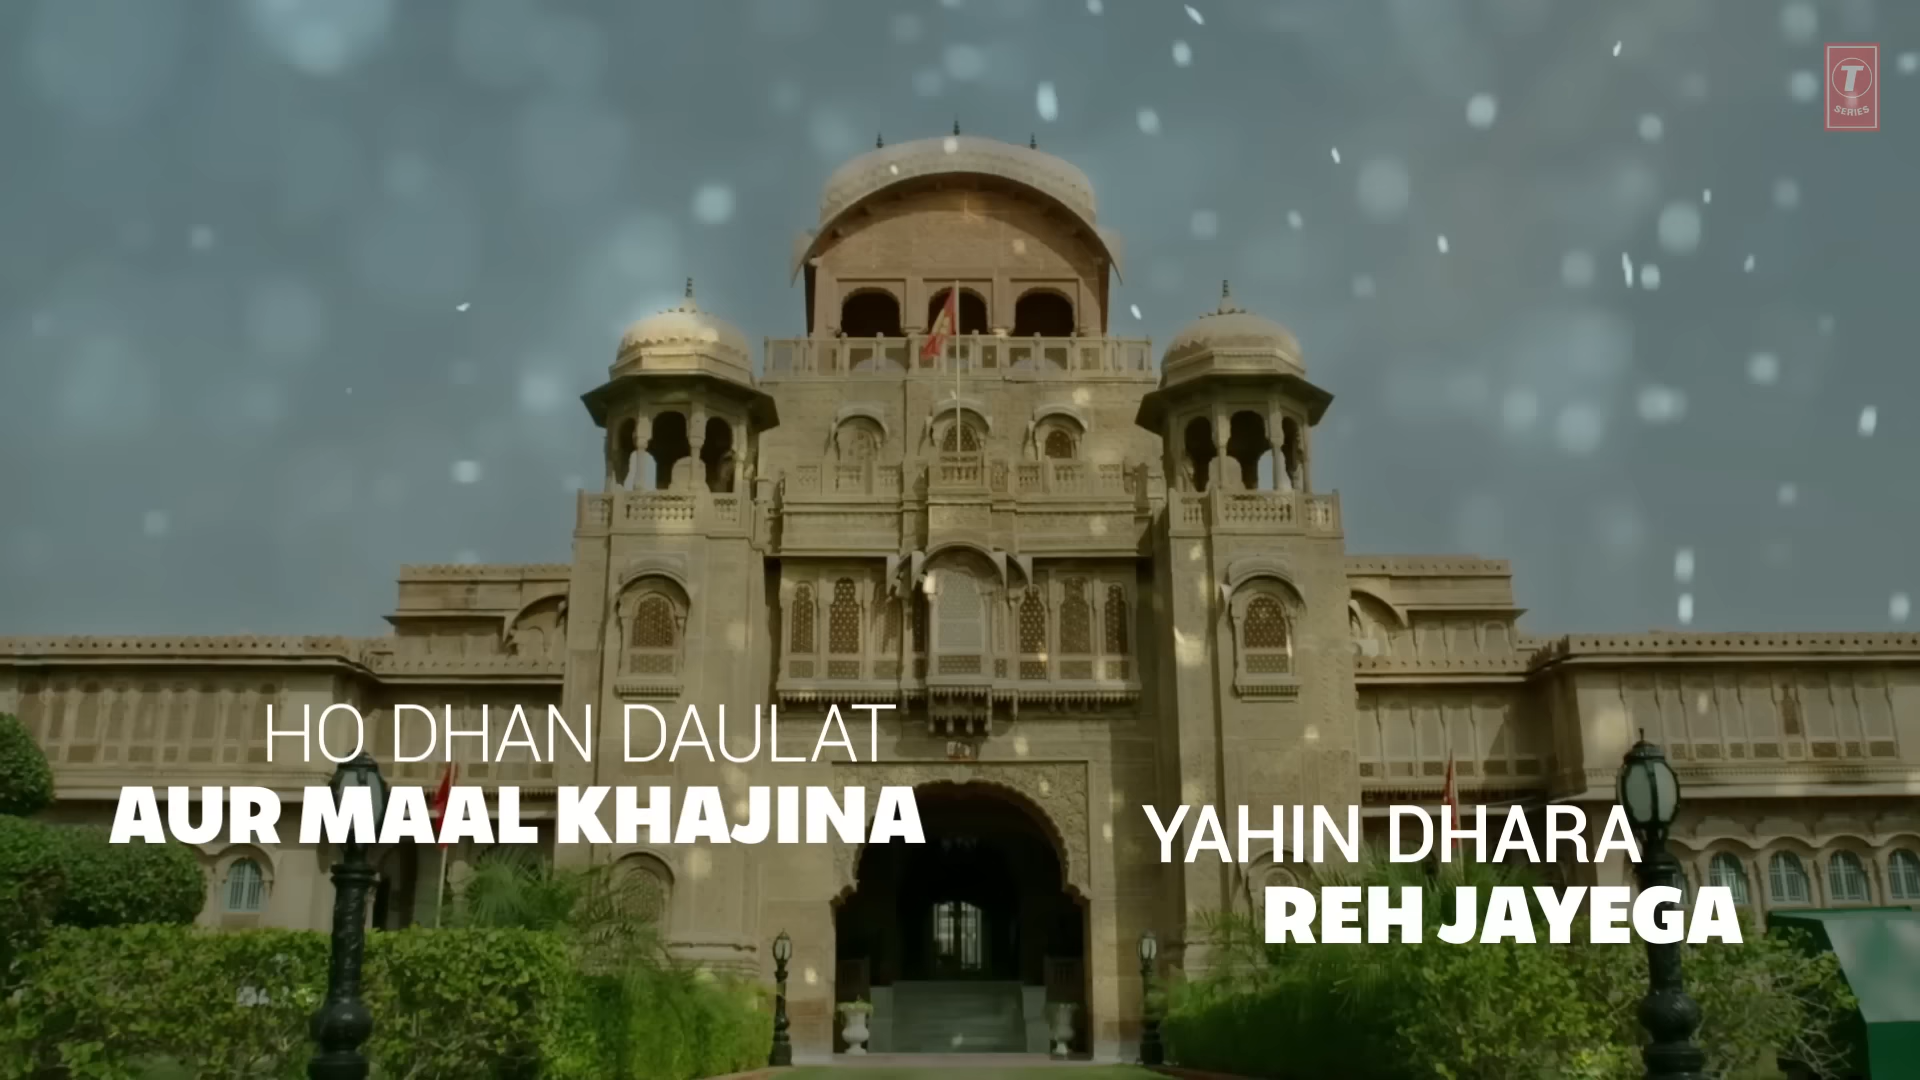 T
SERIES
HO DHAN DAULAT
AUR MAAL KHAJINA
YAHIN DHARA
REH JAYEGA